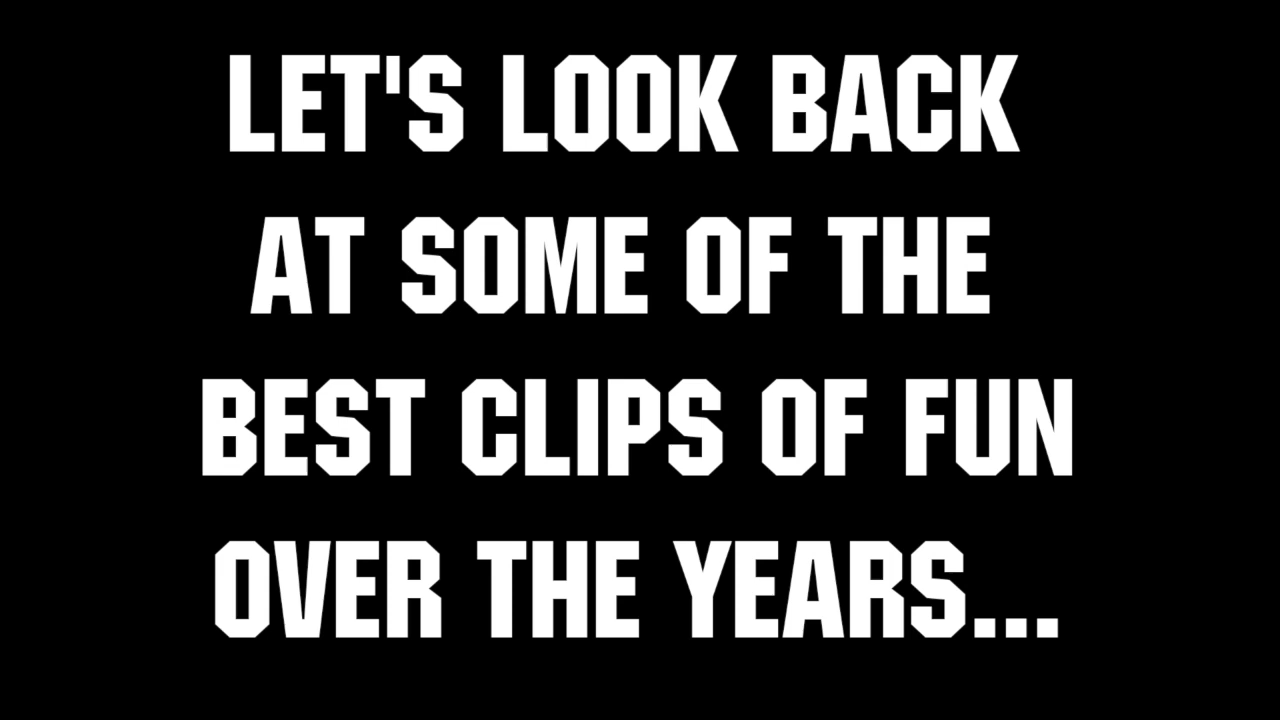 LET'S LOOK BACK
AT SOME OF THE
BEST CLIPS OF FUN
OVER THE YEARS...